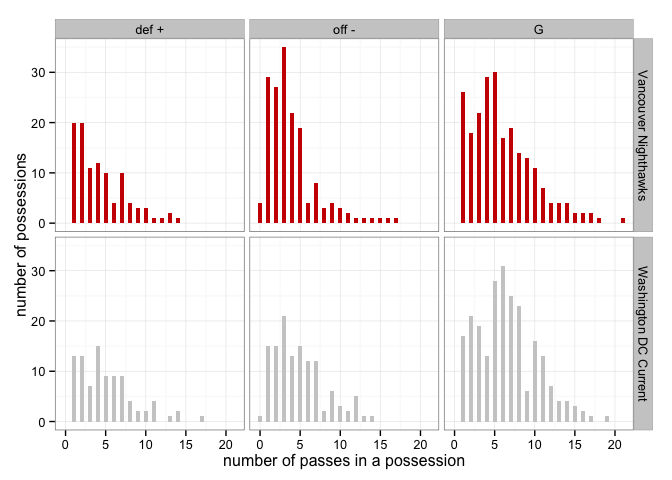 def +
off -
G
30
20
10
0
Vancouver Nighthawks
30
20
10
0
Washington DC Current
0 5 10 15 20
0 5 10 15 20
0 5 10 15 20
number of possessions
number of passes in a possession